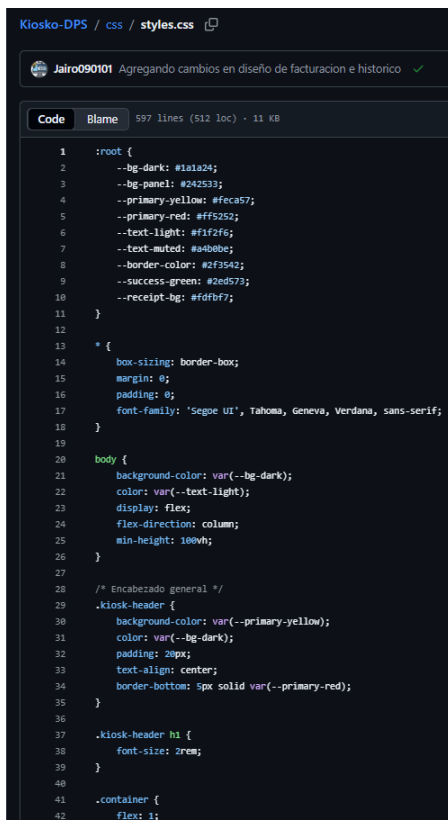 Kiosko-DPS / css / styles.css
Jairo090101 Agregando cambios en diseño de facturacion e historico
Code Blame 597 lines (512 loc) · 11 KB
1 :root {
2 --bg-dark: #1a1a24;
3 --bg-panel: #242533;
4 --primary-yellow: #feca57;
5 --primary-red: #ff5252;
6 --text-light: #f1f2f6;
7 --text-muted: #a4b0be;
8 --border-color: #2f3542;
9 --success-green: #2ed573;
10 --receipt-bg: #fdfbf7;
11 }
12
13 * {
14 box-sizing: border-box;
15 margin: 0;
16 padding: 0;
17 font-family: 'Segoe UI', Tahoma, Geneva, Verdana, sans-serif;
18 }
19
20 body {
21 background-color: var(--bg-dark);
22 color: var(--text-light);
23 display: flex;
24 flex-direction: column;
25 min-height: 100vh;
26 }
27
28 /* Encabezado general */
29 .kiosk-header {
30 background-color: var(--primary-yellow);
31 color: var(--bg-dark);
32 padding: 20px;
33 text-align: center;
34 border-bottom: 5px solid var(--primary-red);
35 }
36
37 .kiosk-header h1 {
38 font-size: 2rem;
39 }
40
41 .container {
42 flex: 1;